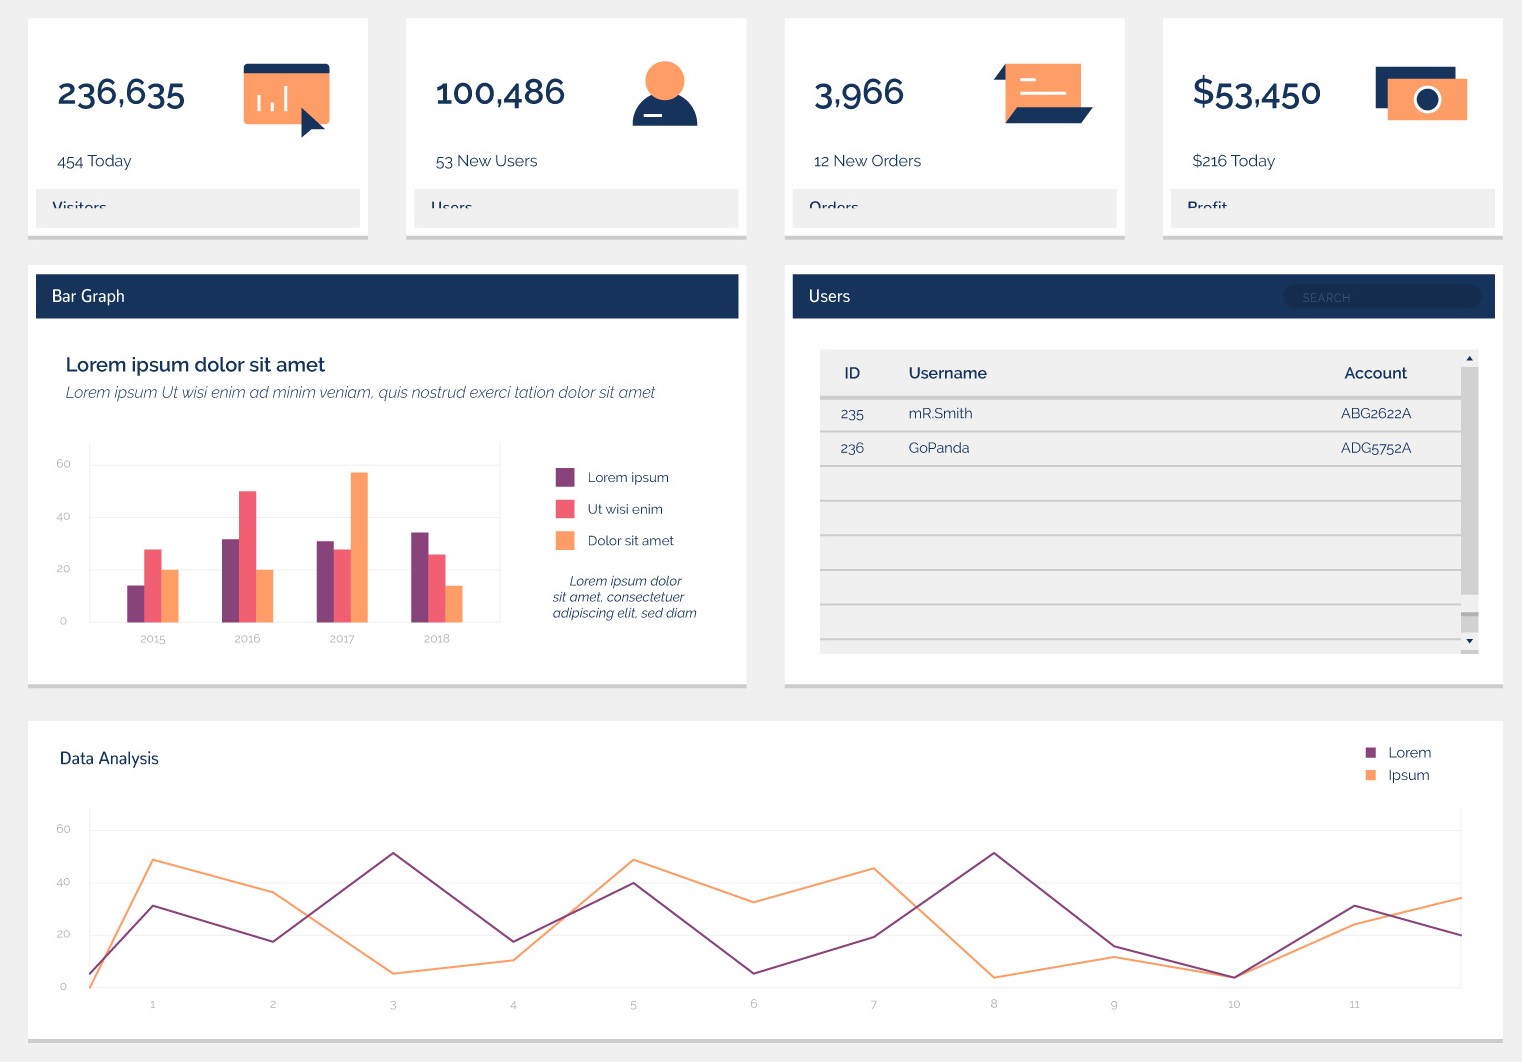 236,635
454 Today
Visitors
100,486
53 New Users
Users
3,966
12 New Orders
Orders
$53,450
$216 Today
Profit
Bar Graph
Lorem ipsum dolor sit amet
Lorem ipsum Ut wisi enim ad minim veniam, quis nostrud exerci tation dolor sit amet
60
40
20
0
2015 2016 2017 2018
Lorem ipsum
Ut wisi enim
Dolor sit amet
Lorem ipsum dolor
sit amet, consectetuer
adipiscing elit, sed diam
Users SEARCH
ID Username Account
235 mR.Smith ABG2622A
236 GoPanda ADG5752A
Data Analysis
Lorem
Ipsum
60
40
20
0
1 2 3 4 5 6 7 8 9 10 11